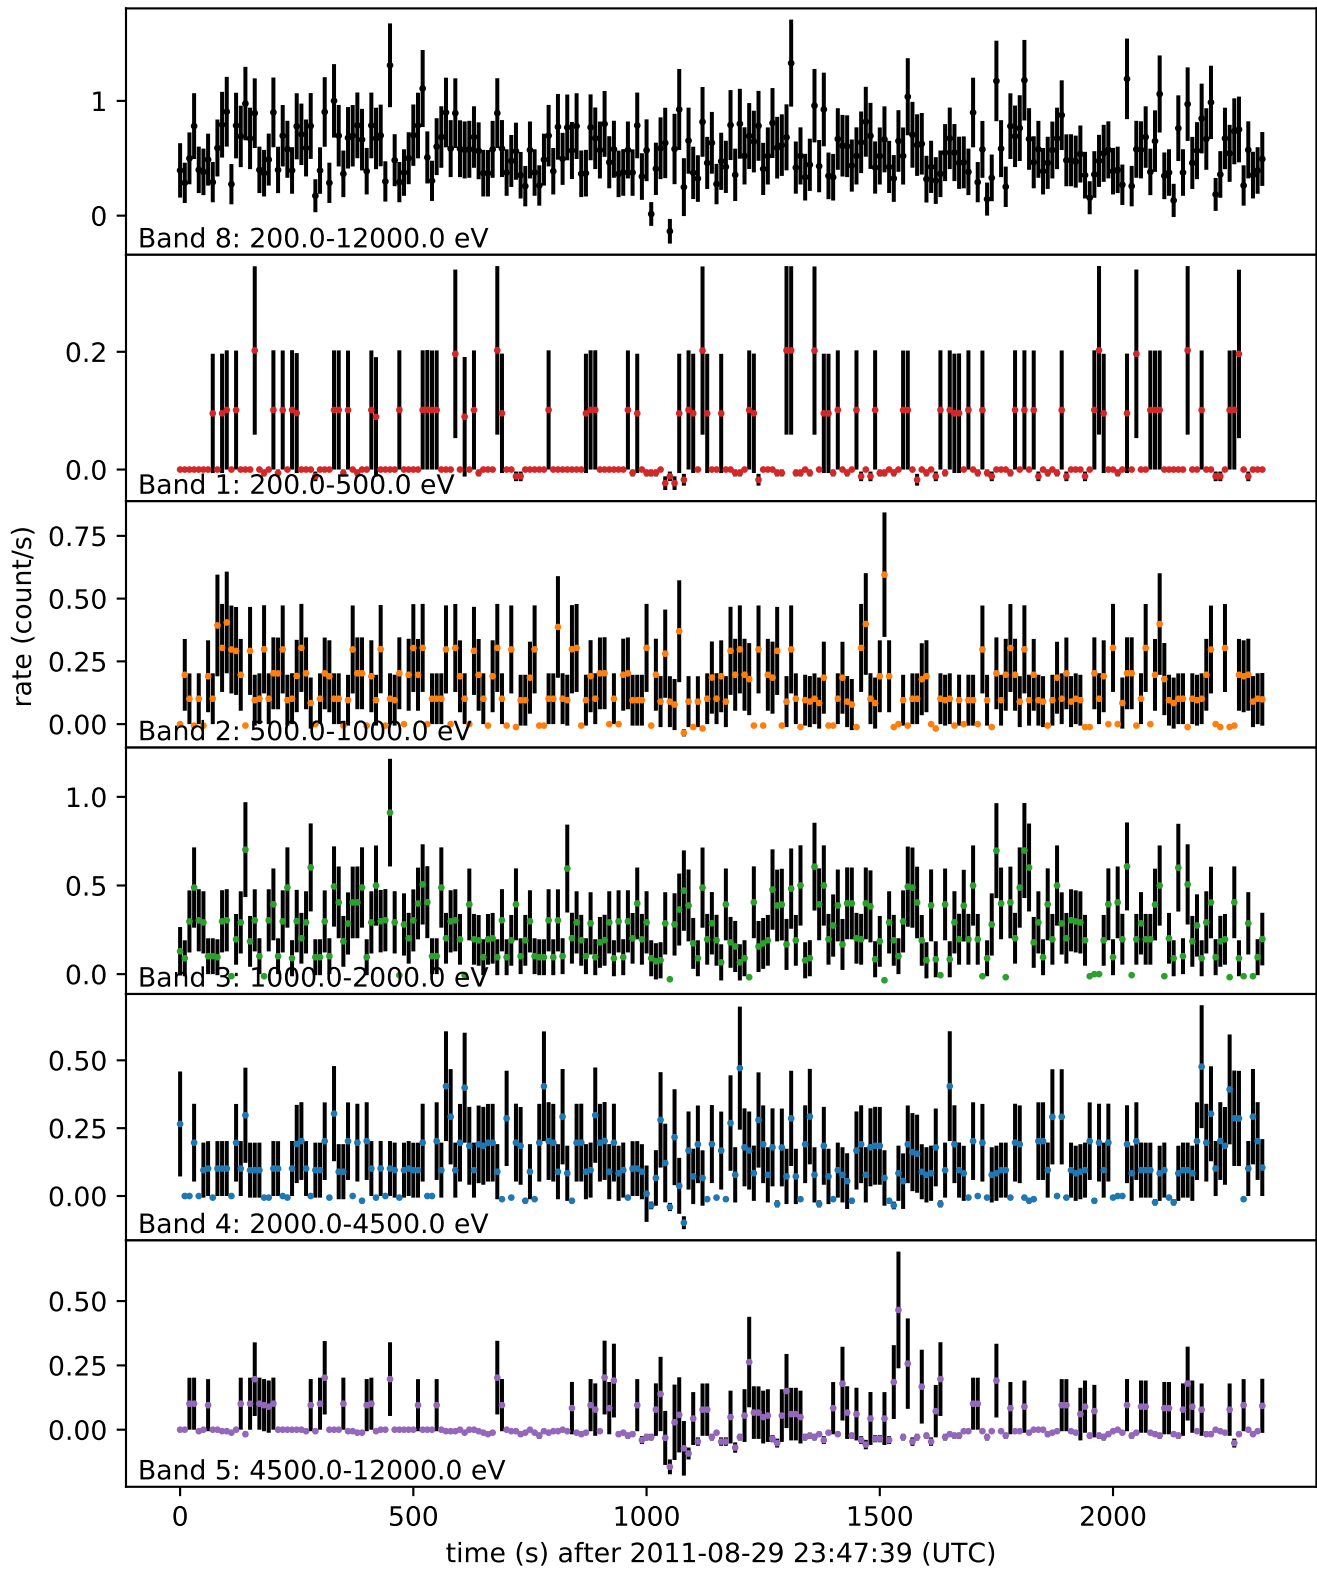 1
0
Band 8: 200.0-12000.0 eV
0.2
0.0
Band 1: 200.0-500.0 eV
rate (count/s)
0.75
0.50
0.25
0.00
Band 2: 500.0-1000.0 eV
1.0
0.5
0.0
Band 3: 1000.0-2000.0 eV
0.50
0.25
0.00
Band 4: 2000.0-4500.0 eV
0.50
0.25
0.00
Band 5: 4500.0-12000.0 eV
0 500 1000 1500 2000
time (s) after 2011-08-29 23:47:39 (UTC)